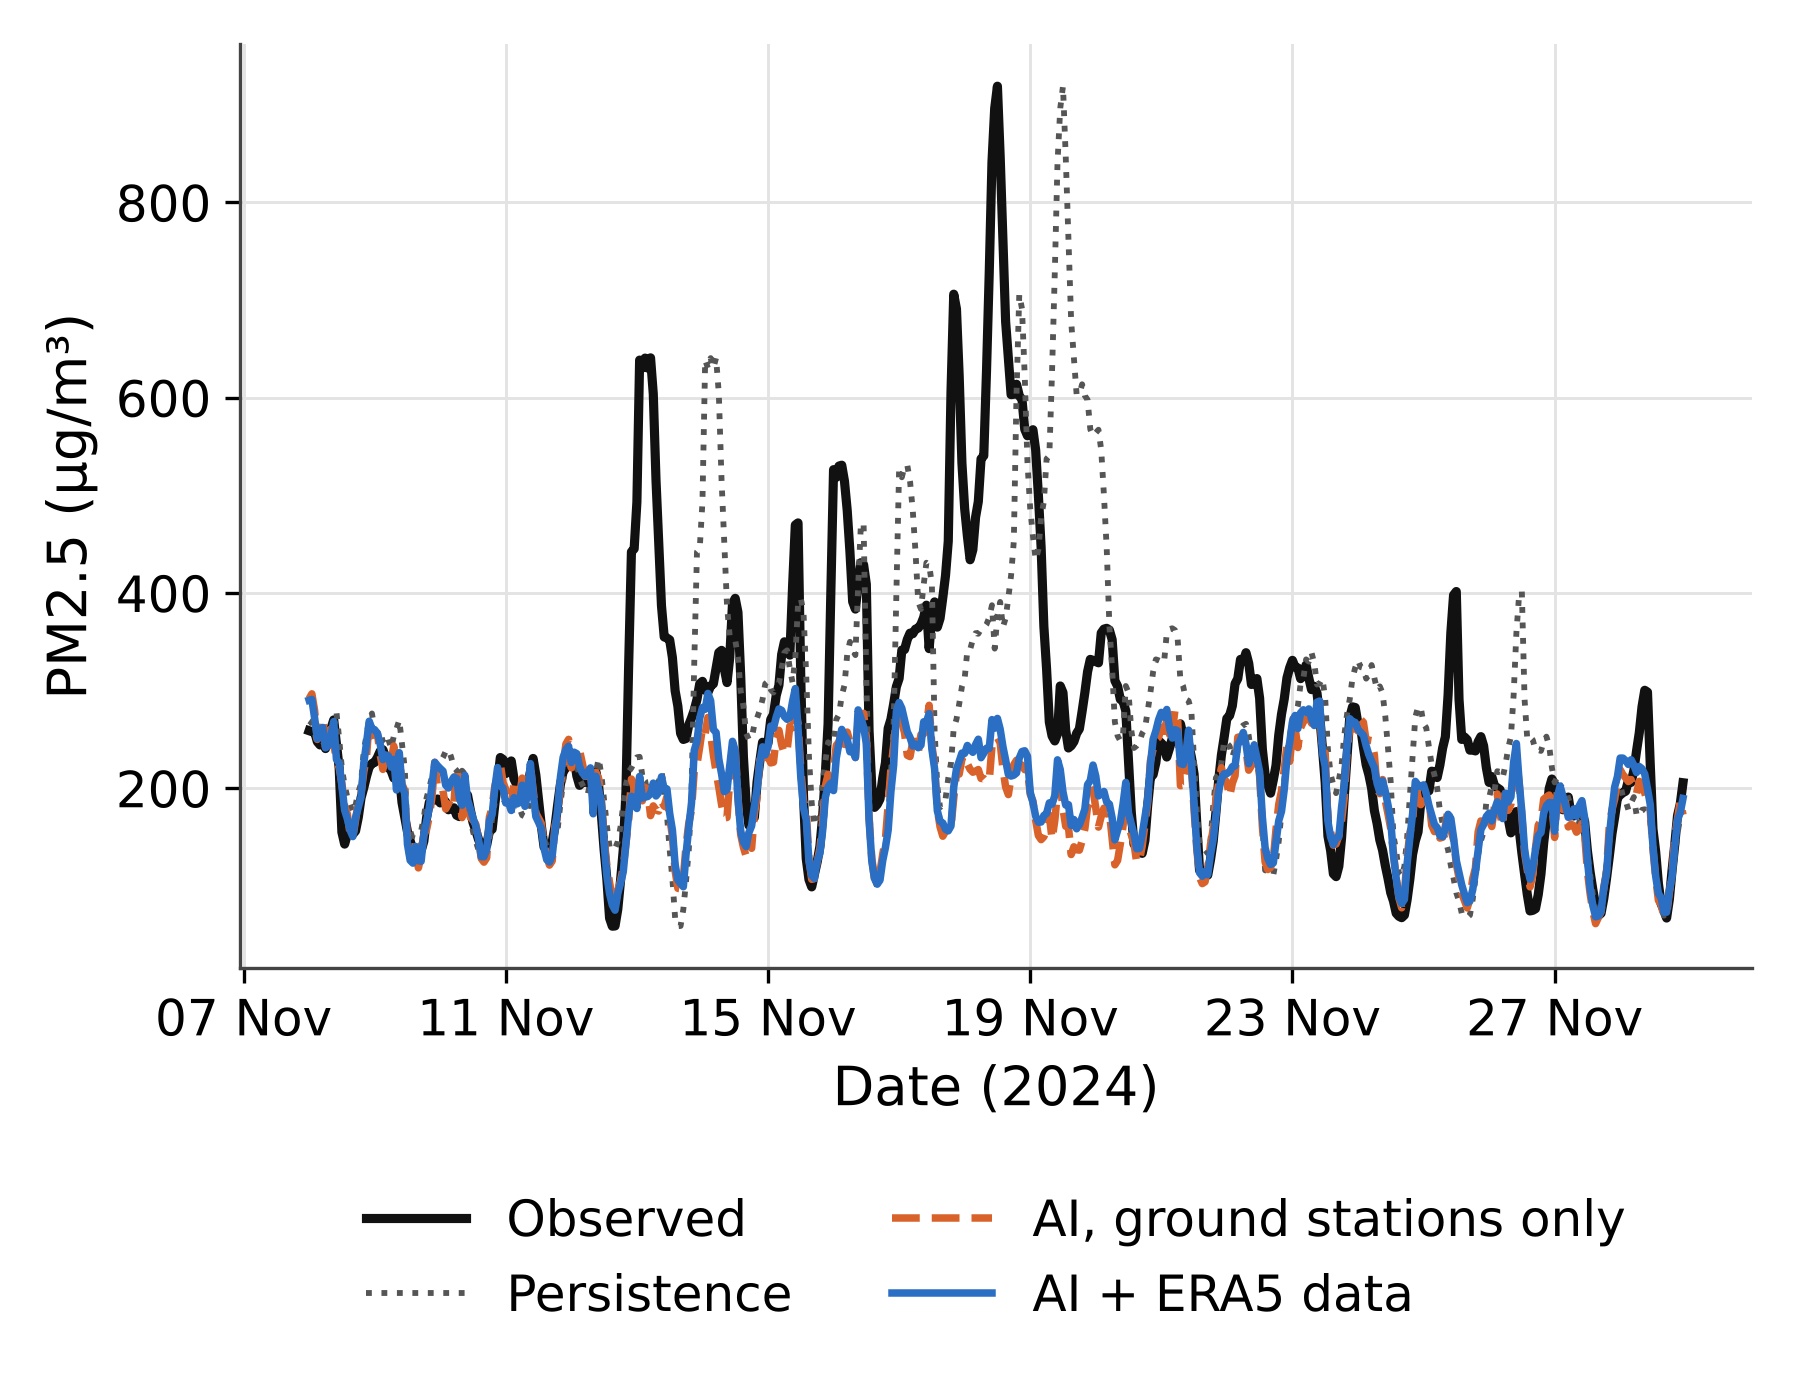 PM2.5 (µg/m³)
800
600
400
200
07 Nov 11 Nov 15 Nov 19 Nov 23 Nov 27 Nov
Date (2024)
Observed
Persistence
AI, ground stations only
AI + ERA5 data